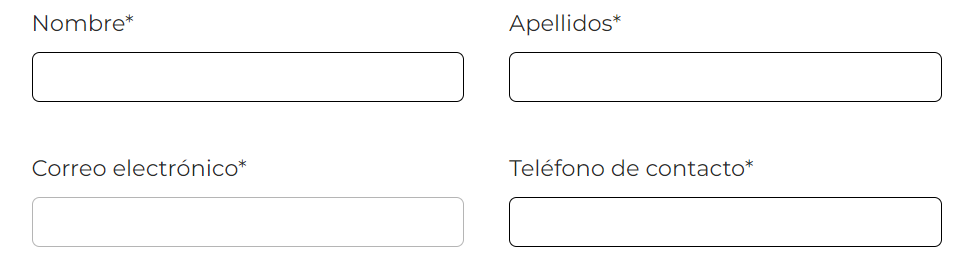 Nombre*
Apellidos*
Correo electrónico*
Teléfono de contacto*